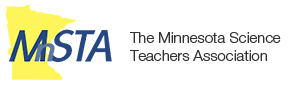 MnSTA
The Minnesota Science
Teachers Association